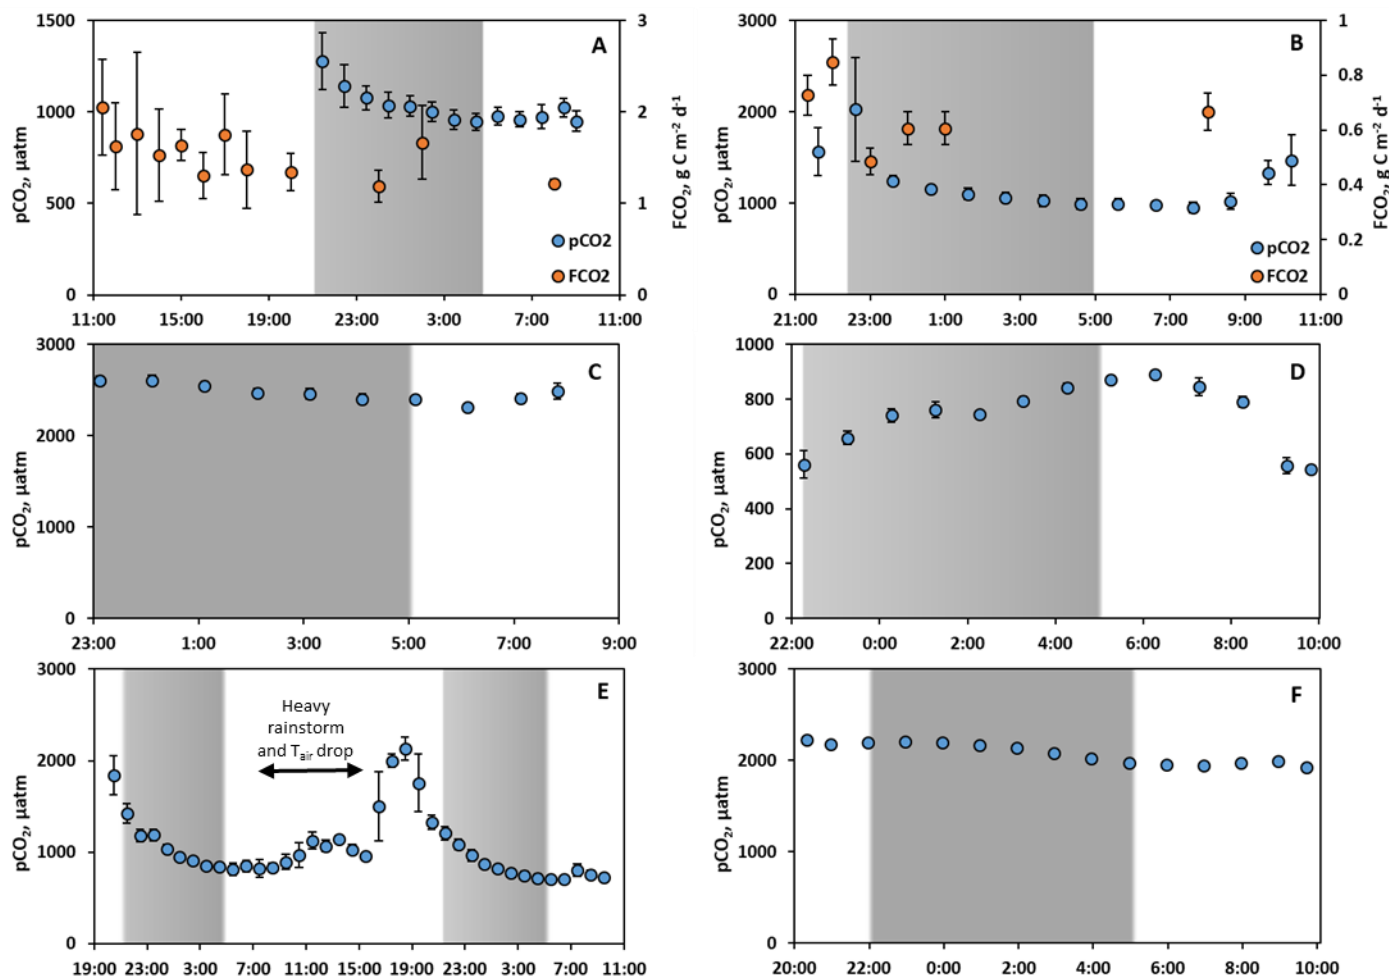 A
1500
1000
500
0
pCO2, µatm
3
2
1
0
FCO2, g C m-2 d-1
pCO2
FCO2
11:00 15:00 19:00 23:00 3:00 7:00 11:00
B
3000
2000
1000
0
pCO2, µatm
1
0.8
0.6
0.4
0.2
0
FCO2, g C m-2 d-1
pCO2
FCO2
21:00 23:00 1:00 3:00 5:00 7:00 9:00 11:00
C
3000
2000
1000
0
pCO2, µatm
23:00 1:00 3:00 5:00 7:00 9:00
D
1000
800
600
400
200
0
pCO2, µatm
22:00 0:00 2:00 4:00 6:00 8:00 10:00
E
3000
2000
1000
0
pCO2, µatm
Heavy
rainstorm
and Tair drop
19:00 23:00 3:00 7:00 11:00 15:00 19:00 23:00 3:00 7:00 11:00
F
3000
2000
1000
0
pCO2, µatm
20:00 22:00 0:00 2:00 4:00 6:00 8:00 10:00